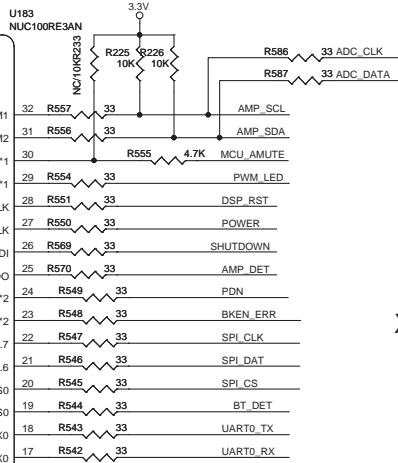 U183
NUC100RE3AN
3.3V
NC/10KR233
R225
10K
R226
10K
R586 33 ADC_CLK
R587 33 ADC_DATA
32 R557 33 AMP_SCL
31 R556 33 AMP_SDA
30 R555 4.7K MCU_AMUTE
29 R554 33 PWM_LED
28 R551 33 DSP_RST
27 R550 33 POWER
26 R569 33 SHUTDOWN
25 R570 33 AMP_DET
24 R549 33 PDN
23 R548 33 BKEN_ERR
22 R547 33 SPI_CLK
21 R546 33 SPI_DAT
20 R545 33 SPI_CS
19 R544 33 BT_DET
18 R543 33 UART0_TX
17 R542 33 UART0_RX